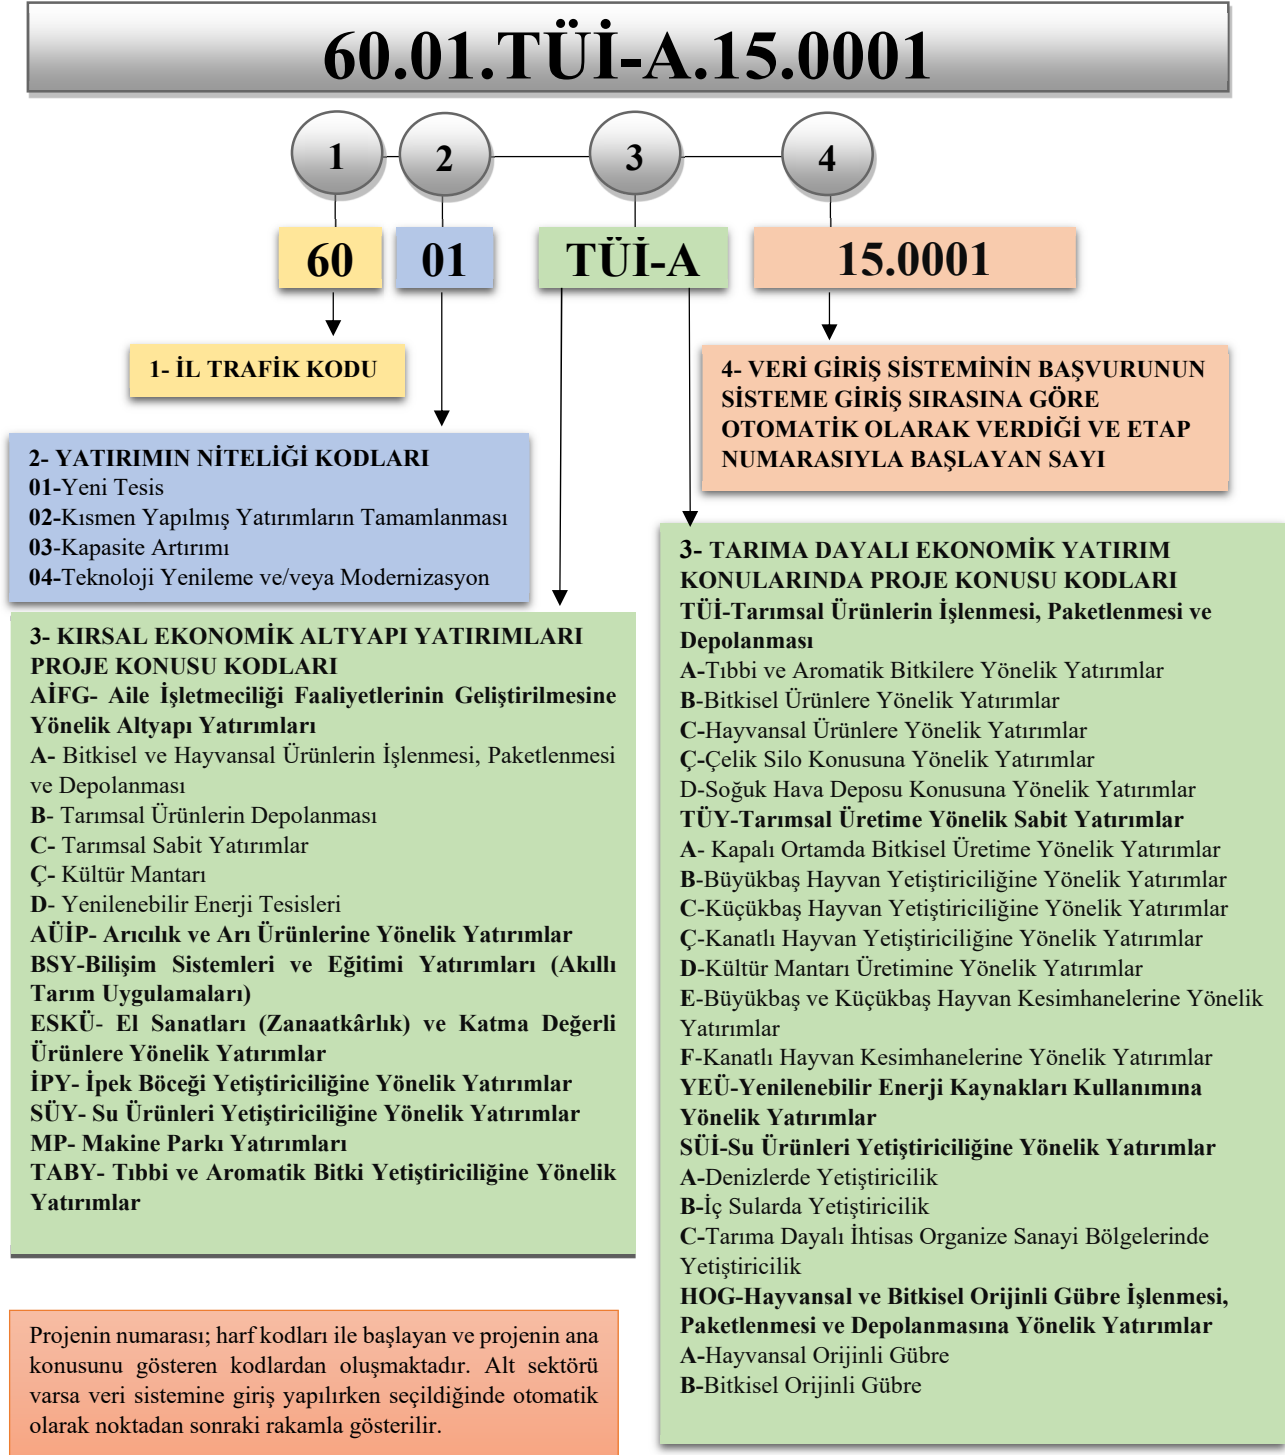 60.01.TÜİ-A.15.0001
1
2
3
4
60
01
TÜİ-A
15.0001
1- İL TRAFİK KODU
4- VERİ GİRİŞ SİSTEMİNİN BAŞVURUNUN
SİSTEME GİRİŞ SIRASINA GÖRE
OTOMATİK OLARAK VERDİĞİ VE ETAP
NUMARASIYLA BAŞLAYAN SAYI
2- YATIRIMIN NİTELİĞİ KODLARI
01-Yeni Tesis
02-Kısmen Yapılmış Yatırımların Tamamlanması
03-Kapasite Artırımı
04-Teknoloji Yenileme ve/veya Modernizasyon
3- KIRSAL EKONOMİK ALTYAPI YATIRIMLARI
PROJE KONUSU KODLARI
AİFG- Aile İşletmeciliği Faaliyetlerinin Geliştirilmesine
Yönelik Altyapı Yatırımları
A- Bitkisel ve Hayvansal Ürünlerin İşlenmesi, Paketlenmesi
ve Depolanması
B- Tarımsal Ürünlerin Depolanması
C- Tarımsal Sabit Yatırımlar
Ç- Kültür Mantarı
D- Yenilenebilir Enerji Tesisleri
AÜİP- Arıcılık ve Arı Ürünlerine Yönelik Yatırımlar
BSY-Bilişim Sistemleri ve Eğitimi Yatırımları (Akıllı
Tarım Uygulamaları)
ESKÜ- El Sanatları (Zanaatkârlık) ve Katma Değerli
Ürünlere Yönelik Yatırımlar
İPY- İpek Böceği Yetiştiriciliğine Yönelik Yatırımlar
SÜY- Su Ürünleri Yetiştiriciliğine Yönelik Yatırımlar
MP- Makine Parkı Yatırımları
TABY- Tıbbi ve Aromatik Bitki Yetiştiriciliğine Yönelik
Yatırımlar
3- TARIMA DAYALI EKONOMİK YATIRIM
KONULARINDA PROJE KONUSU KODLARI
TÜİ-Tarımsal Ürünlerin İşlenmesi, Paketlenmesi ve
Depolanması
A-Tıbbi ve Aromatik Bitkilere Yönelik Yatırımlar
B-Bitkisel Ürünlere Yönelik Yatırımlar
C-Hayvansal Ürünlere Yönelik Yatırımlar
Ç-Çelik Silo Konusuna Yönelik Yatırımlar
D-Soğuk Hava Deposu Konusuna Yönelik Yatırımlar
TÜY-Tarımsal Üretime Yönelik Sabit Yatırımlar
A- Kapalı Ortamda Bitkisel Üretime Yönelik Yatırımlar
B-Büyükbaş Hayvan Yetiştiriciliğine Yönelik Yatırımlar
C-Küçükbaş Hayvan Yetiştiriciliğine Yönelik Yatırımlar
Ç-Kanatlı Hayvan Yetiştiriciliğine Yönelik Yatırımlar
D-Kültür Mantarı Üretimine Yönelik Yatırımlar
E-Büyükbaş ve Küçükbaş Hayvan Kesimhanelerine Yönelik
Yatırımlar
F-Kanatlı Hayvan Kesimhanelerine Yönelik Yatırımlar
YEÜ-Yenilenebilir Enerji Kaynakları Kullanımına
Yönelik Yatırımlar
SÜİ-Su Ürünleri Yetiştiriciliğine Yönelik Yatırımlar
A-Denizlerde Yetiştiricilik
B-İç Sularda Yetiştiricilik
C-Tarıma Dayalı İhtisas Organize Sanayi Bölgelerinde
Yetiştiricilik
HOG-Hayvansal ve Bitkisel Orijinli Gübre İşlenmesi,
Paketlenmesi ve Depolanmasına Yönelik Yatırımlar
A-Hayvansal Orijinli Gübre
B-Bitkisel Orijinli Gübre
Projenin numarası; harf kodları ile başlayan ve projenin ana
konusunu gösteren kodlardan oluşmaktadır. Alt sektörü
varsa veri sistemine giriş yapılırken seçildiğinde otomatik
olarak noktadan sonraki rakamla gösterilir.